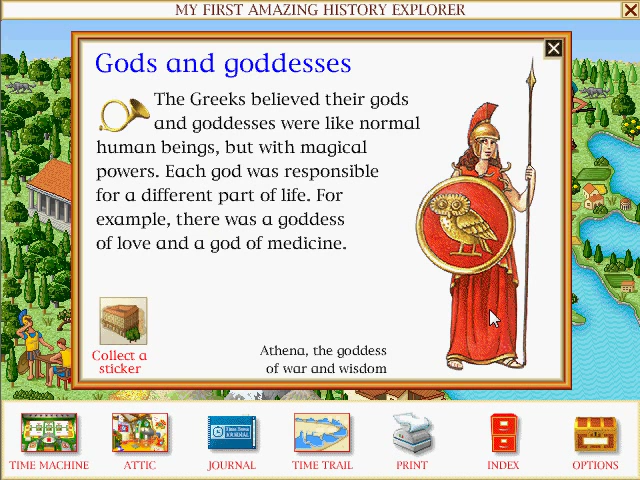 MY FIRST AMAZING HISTORY EXPLORER
Gods and goddesses
The Greeks believed their gods
and goddesses were like normal
human beings, but with magical
powers. Each god was responsible
for a different part of life. For
example, there was a goddess
of love and a god of medicine.
Collect a
sticker
Athena, the goddess
of war and wisdom
TIME MACHINE
ATTIC
JOURNAL
TIME TRAIL
PRINT
INDEX
OPTIONS